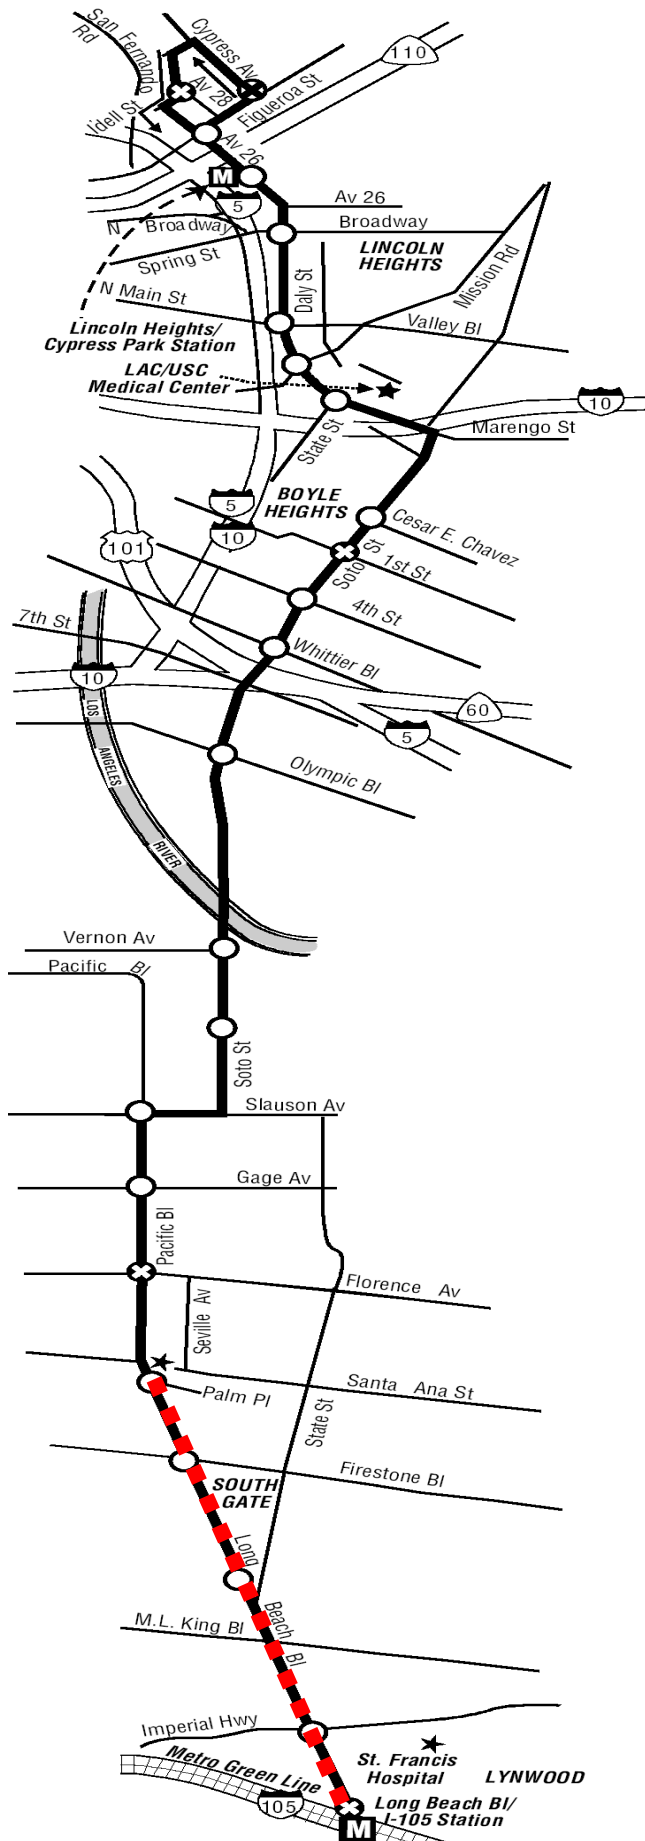 San Fernando
Rd
Cypress Av
110
Av 28
Figueroa St
Idell St
Av 26
M
5
Av 26
N Broadway
Broadway
Spring St
LINCOLN
HEIGHTS
Daly St
Mission Rd
N Main St
Valley Bl
Lincoln Heights/
Cypress Park Station
LAC/USC
Medical Center
10
State St
Marengo St
BOYLE
HEIGHTS
5
10
Cesar E. Chavez
101
Soto St
1st St
4th St
7th St
Whittier Bl
10
60
5
LOS
ANGELES
RIVER
Olympic Bl
Vernon Av
Pacific Bl
Soto St
Slauson Av
Gage Av
Pacific Bl
Florence Av
Seville Av
Santa Ana St
Palm Pl
State St
Firestone Bl
SOUTH
GATE
Long Beach Bl
M.L. King Bl
Imperial Hwy
Metro Green Line
St. Francis
Hospital
LYNWOOD
105
Long Beach Bl/
I-105 Station
M